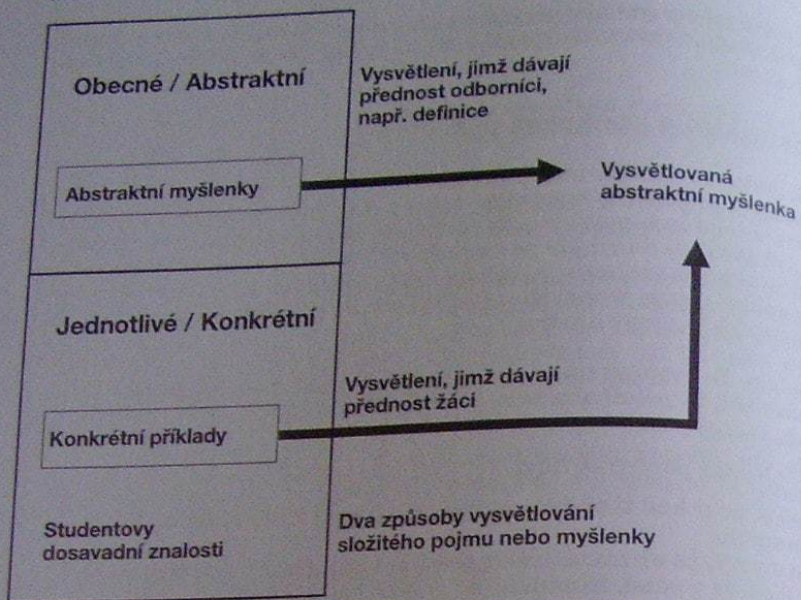 Obecné / Abstraktní
Vysvětlení, jimž dávají
přednost odborníci,
např. definice
Abstraktní myšlenky
Vysvětlovaná
abstraktní myšlenka
Jednotlivé / Konkrétní
Vysvětlení, jimž dávají
přednost žáci
Konkrétní příklady
Studentovy
dosavadní znalosti
Dva způsoby vysvětlování
složitého pojmu nebo myšlenky